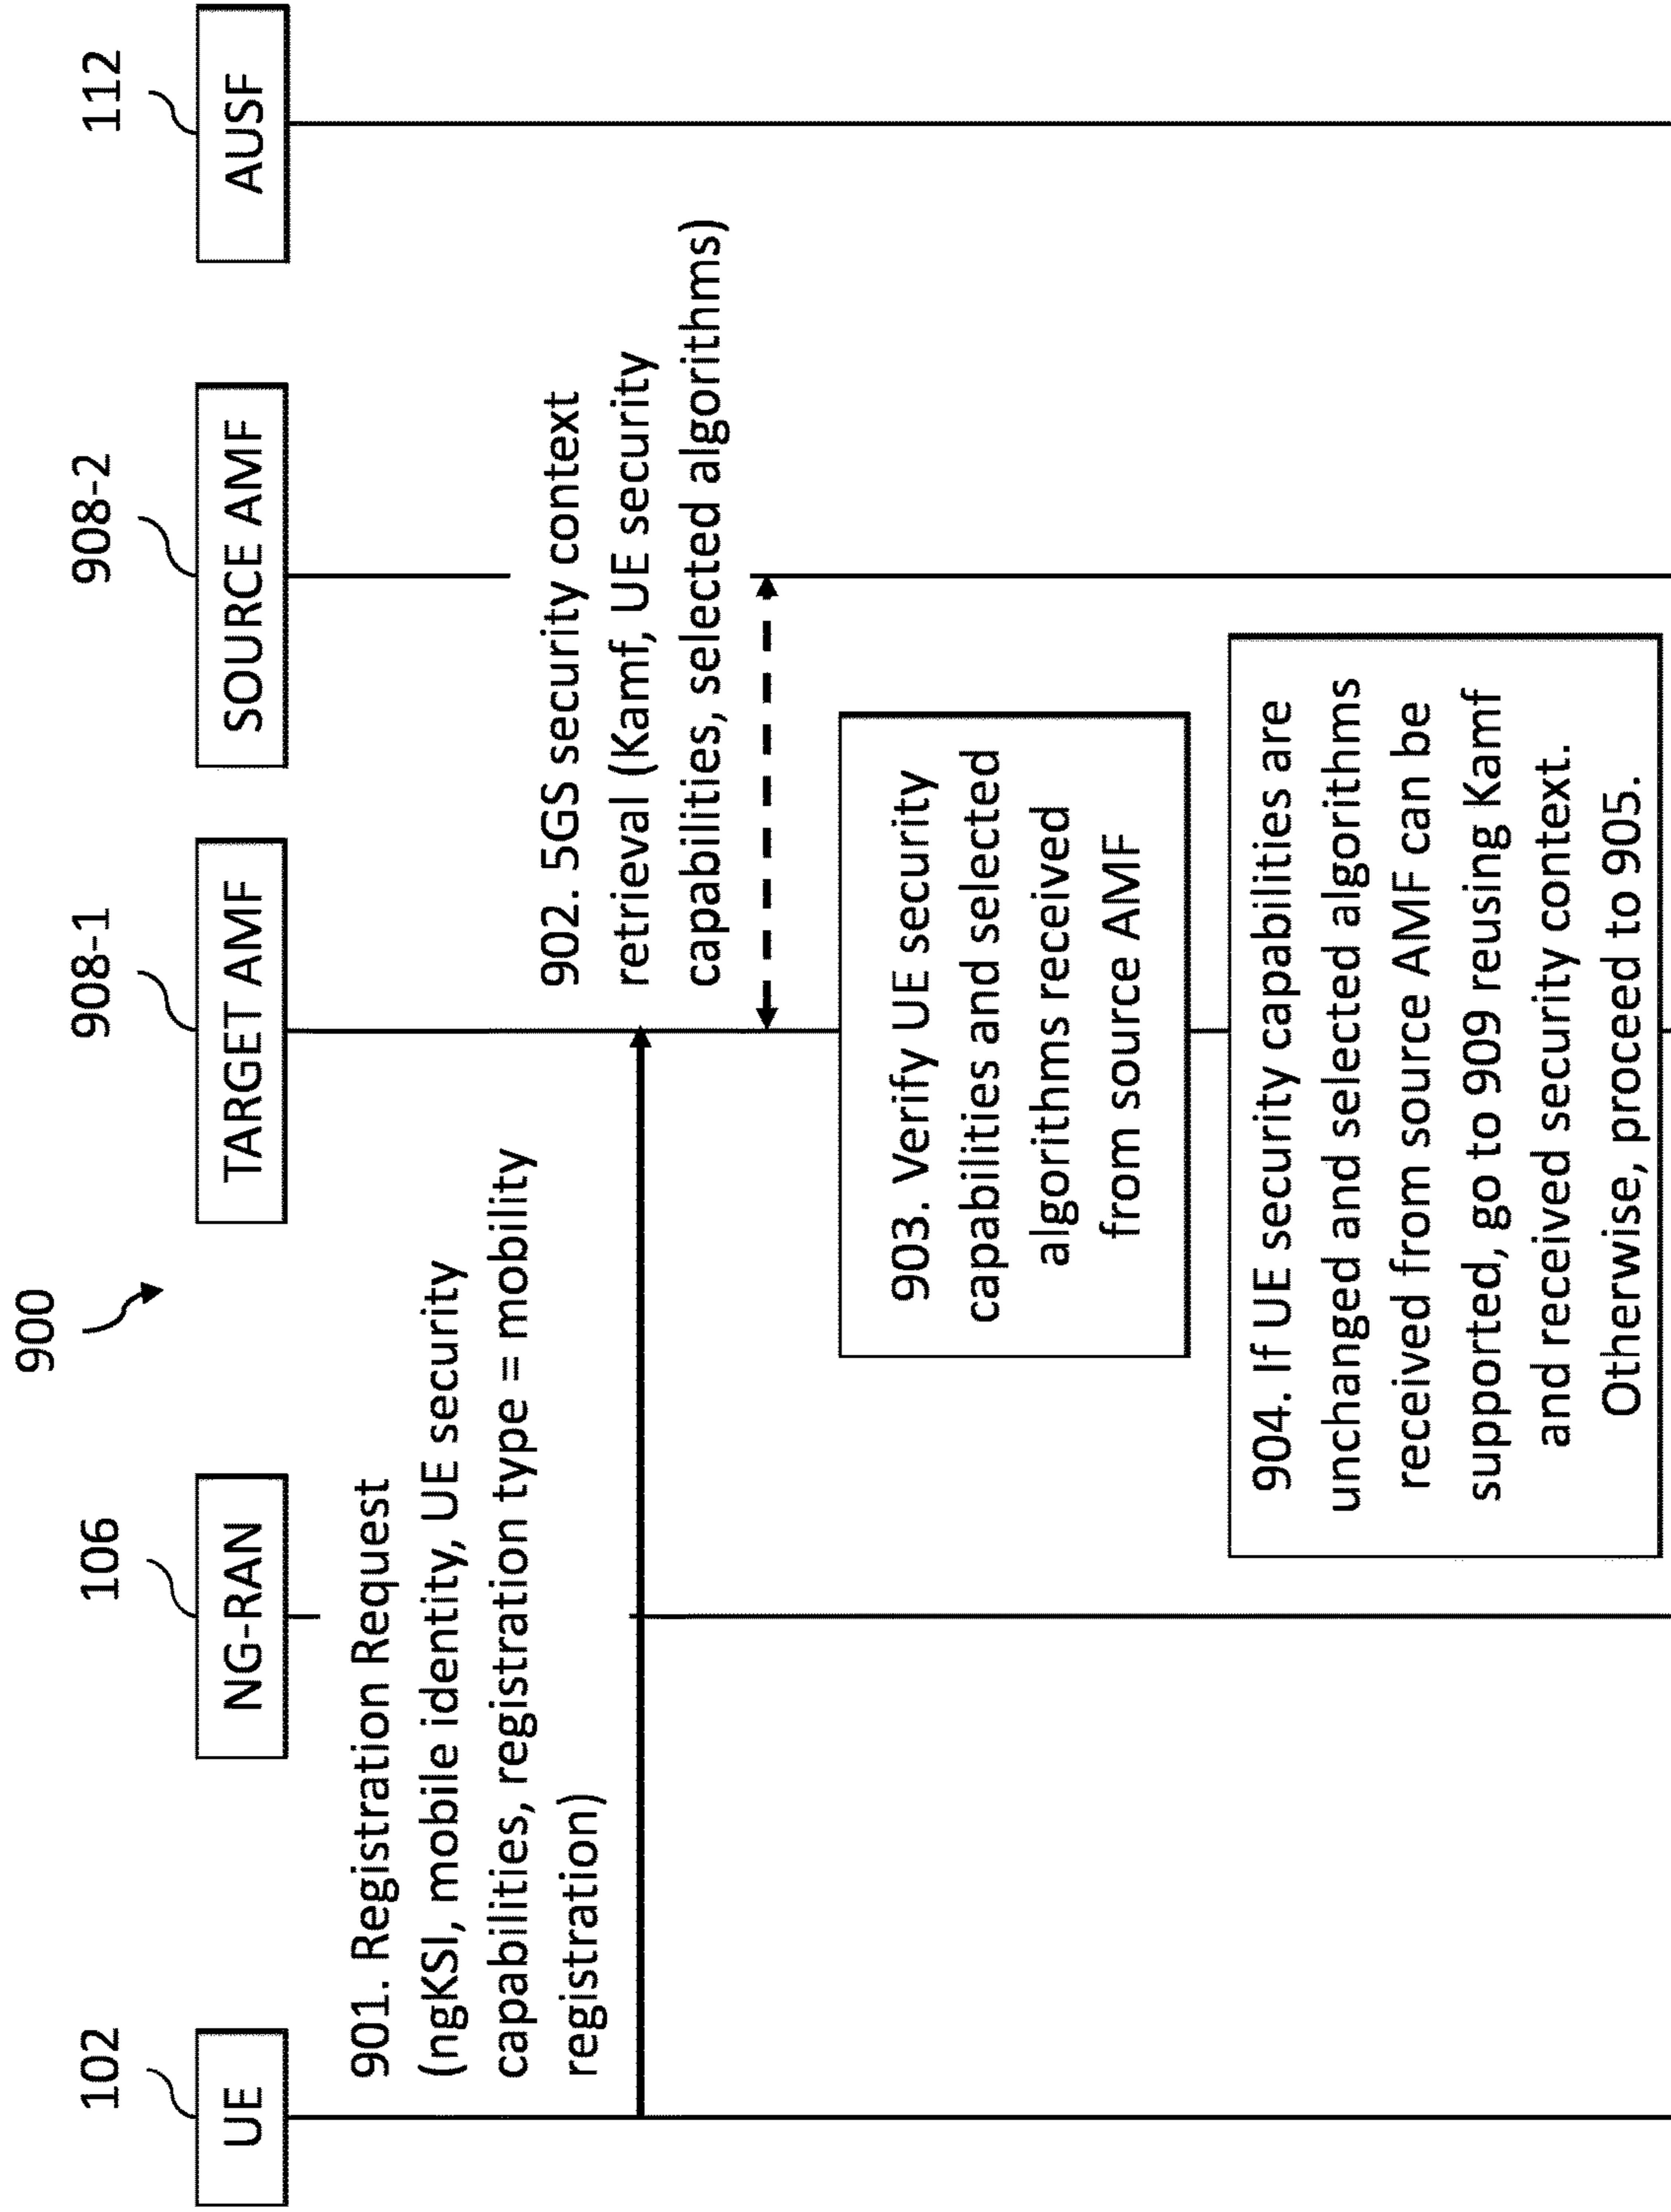 900
102
106
908-1
908-2
112
UE
NG-RAN
TARGET AMF
SOURCE AMF
AUSF
901. Registration Request
(ngKSI, mobile identity, UE security
capabilities, registration type = mobility
registration)
902. 5GS security context
retrieval (Kamf, UE security
capabilities, selected algorithms)
903. Verify UE security
capabilities and selected
algorithms received
from source AMF
904. If UE security capabilities are
unchanged and selected algorithms
received from source AMF can be
supported, go to 909 reusing Kamf
and received security context.
Otherwise, proceed to 905.